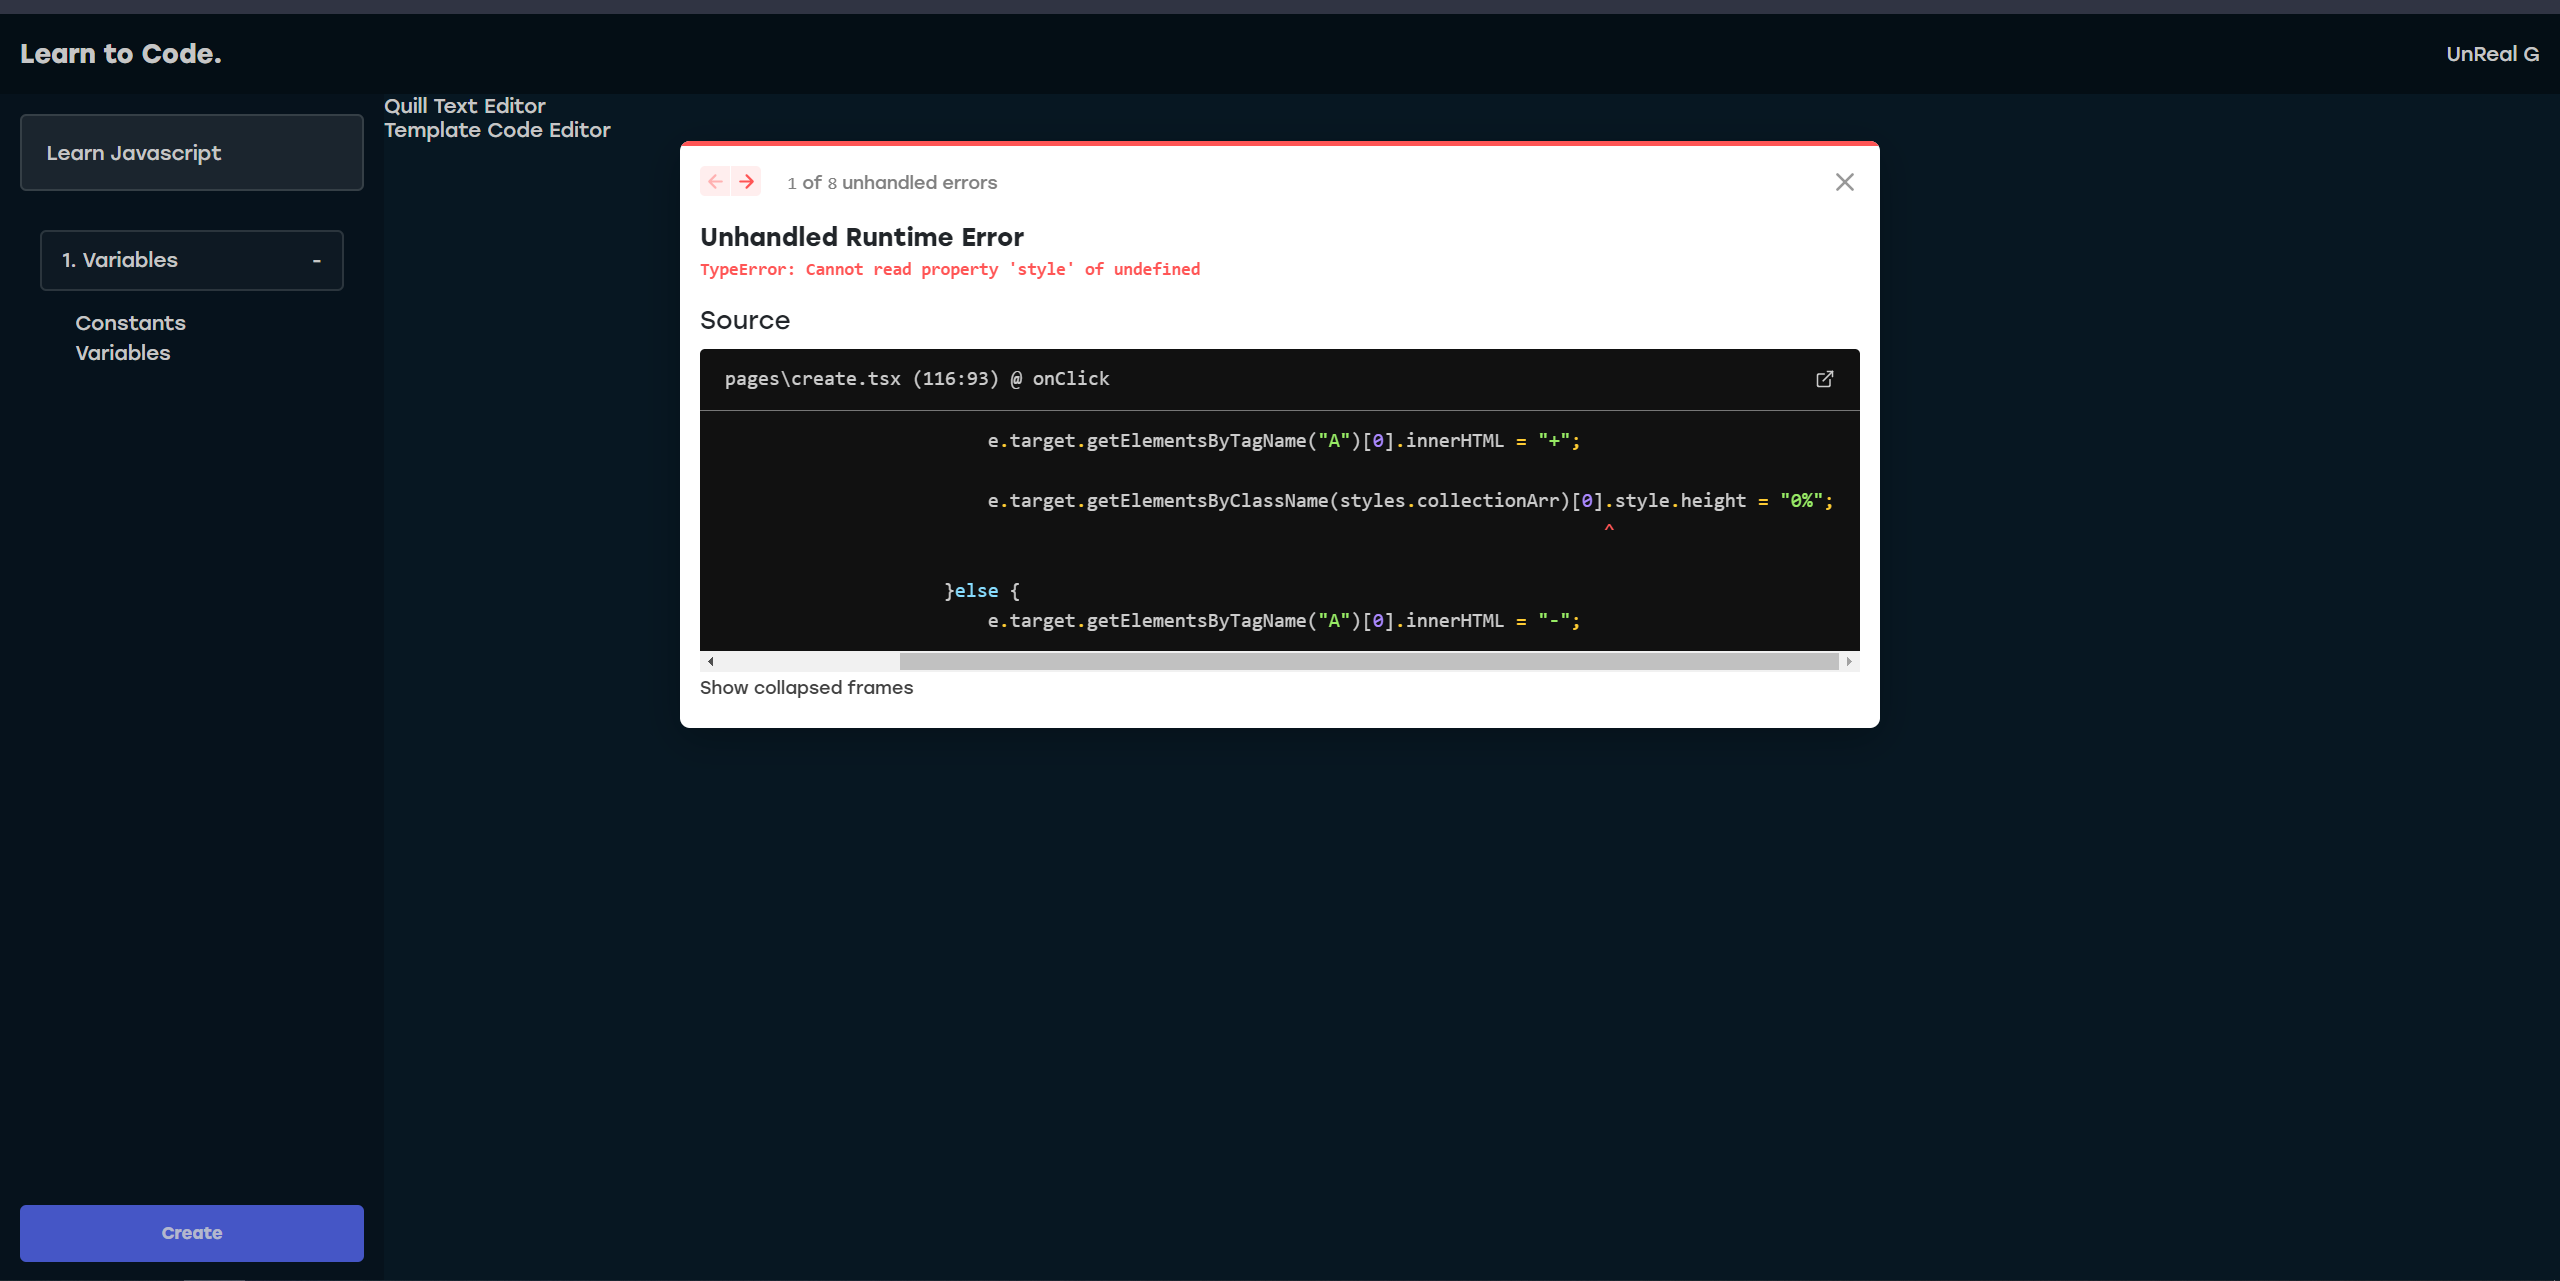 Learn to Code.
UnReal G
Learn Javascript
1. Variables -
Constants
Variables
Create
Quill Text Editor
Template Code Editor
1 of 8 unhandled errors
Unhandled Runtime Error
TypeError: Cannot read property 'style' of undefined
Source
pages\create.tsx (116:93) @ onClick
e.target.getElementsByTagName("A")[0].innerHTML = "+";
e.target.getElementsByClassName(styles.collectionArr)[0].style.height = "0%";
^
}else {
e.target.getElementsByTagName("A")[0].innerHTML = "-";
Show collapsed frames